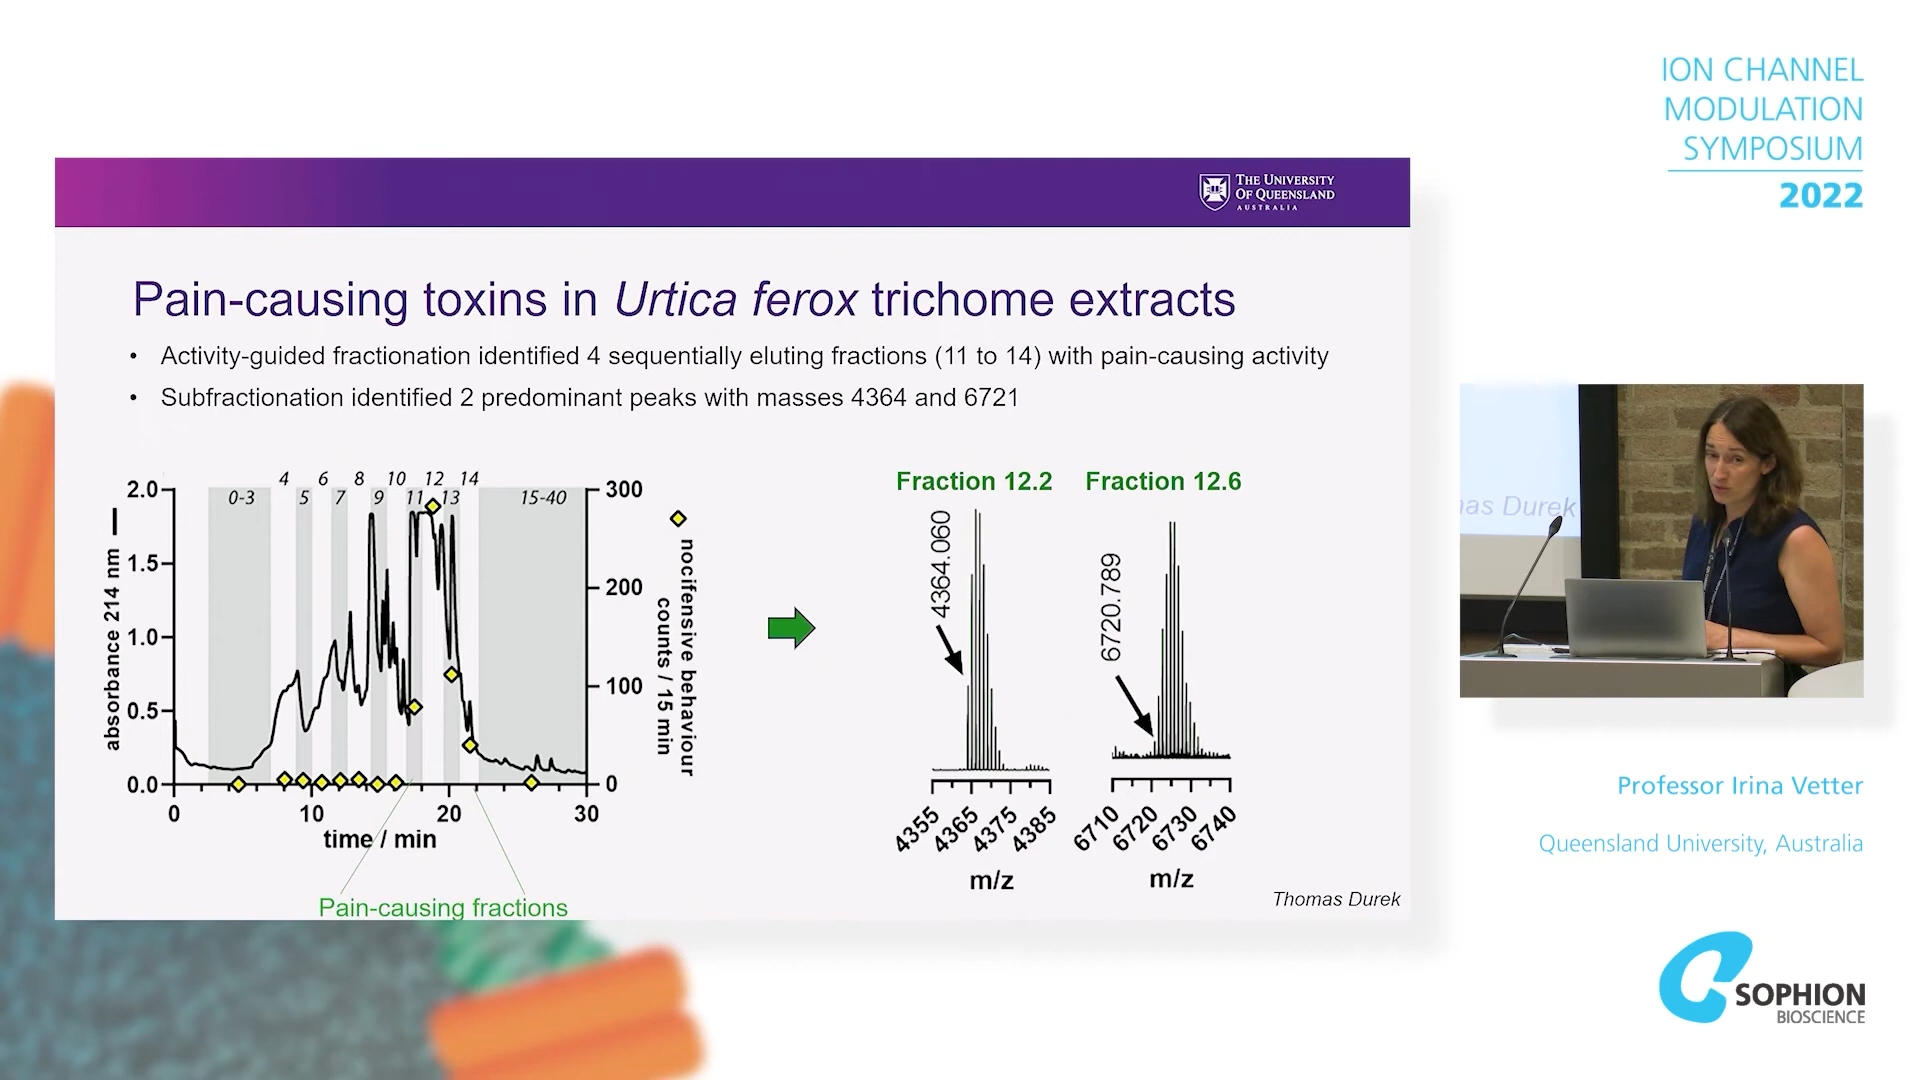 ION CHANNEL
MODULATION
SYMPOSIUM
2022
THE UNIVERSITY
OF QUEENSLAND
AUSTRALIA
Pain-causing toxins in Urtica ferox trichome extracts
• Activity-guided fractionation identified 4 sequentially eluting fractions (11 to 14) with pain-causing activity
• Subfractionation identified 2 predominant peaks with masses 4364 and 6721
4 6 8 10 12 14
0-3 5 7 9 11 13 15-40
2.0
1.5
1.0
0.5
0.0
absorbance 214 nm
300
200
100
0
nocifensive behaviour
counts / 15 min
0 10 20 30
time / min
Pain-causing fractions
Fraction 12.2
4364.060
4355 4365 4375 4385
m/z
Fraction 12.6
6720.789
6710 6720 6730 6740
m/z
Thomas Durek
nas Durek
Professor Irina Vetter
Queensland University, Australia
SOPHION
BIOSCIENCE